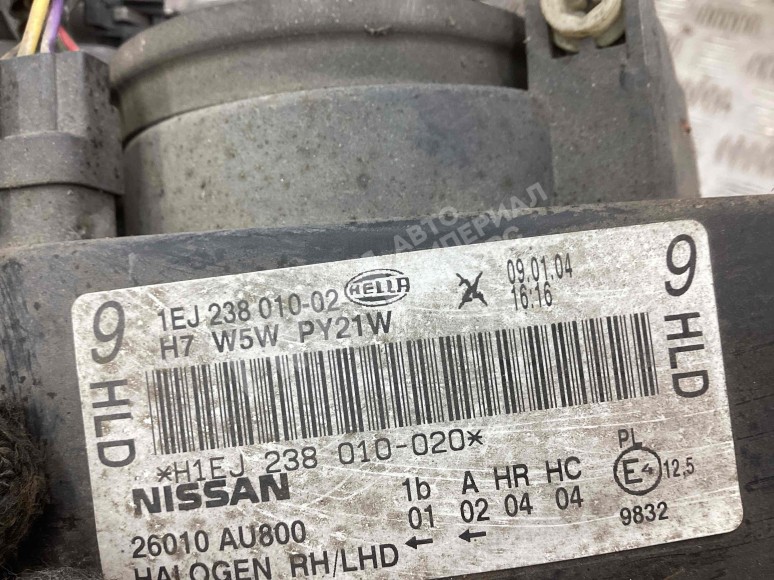 АВТО
ИМПЕРИАЛ
9 HLD
1EJ 238 010-02 HELLA
09.01.04
16:16
H7 W5W PY21W
9 HLD
*H1EJ 238 010-020*
NISSAN
26010 AU800
HALOGEN RH/LHD
1b A HR HC
01 02 04 04
← ←
PL
E4 12,5
9832